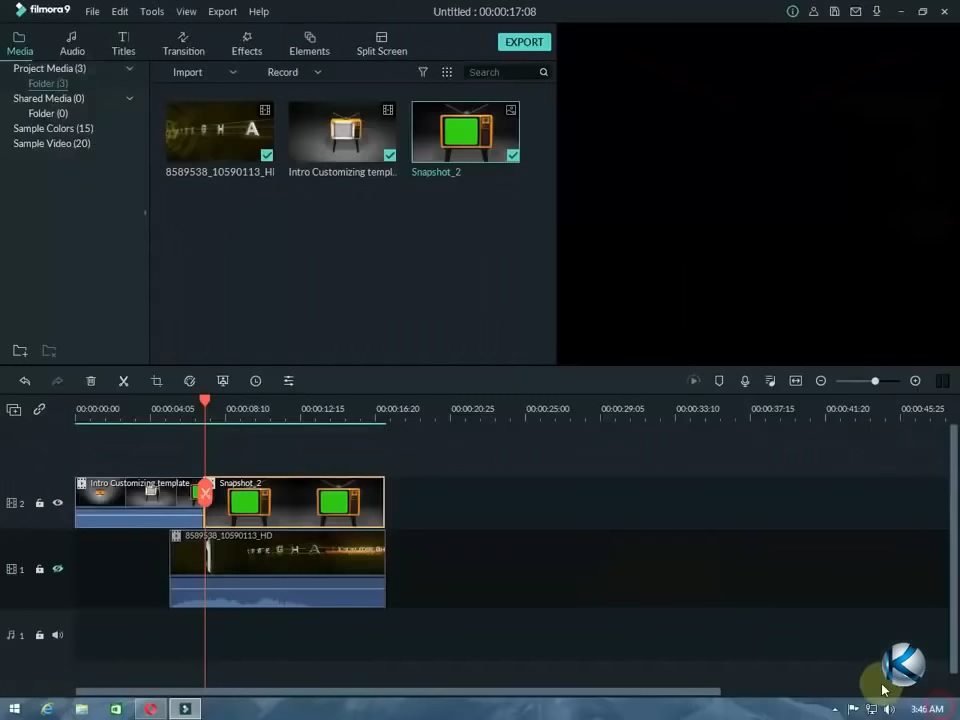 filmora9 File Edit Tools View Export Help Untitled : 00:00:17:08
Media Audio Titles Transition Effects Elements Split Screen EXPORT
Project Media (3) Import Record Search
Folder (3)
Shared Media (0)
Folder (0)
Sample Colors (15)
Sample Video (20)
8589538_10590113_HI Intro Customizing templ.. Snapshot_2
00:00:00:00 00:00:04:05 00:00:08:10 00:00:12:15 00:00:16:20 00:00:20:25 00:00:25:00 00:00:29:05 00:00:33:10 00:00:37:15 00:00:41:20 00:00:45:25
Intro Customizing template Snapshot_2
2
8589538_10590113_HD
1
1
3:46 AM